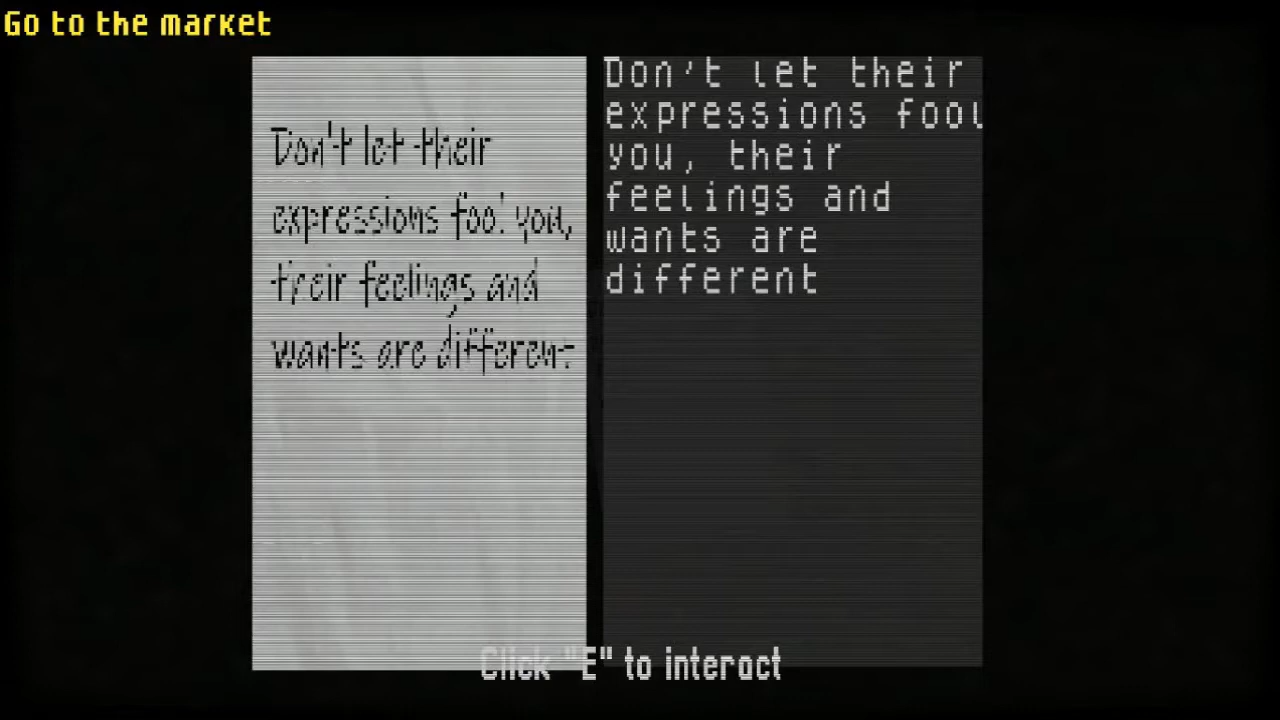 Go to the market
Don't let their
expressions fool you,
their feelings and
wants are different
Don't let their
expressions fool
you, their
feelings and
wants are
different
Click "E" to interact